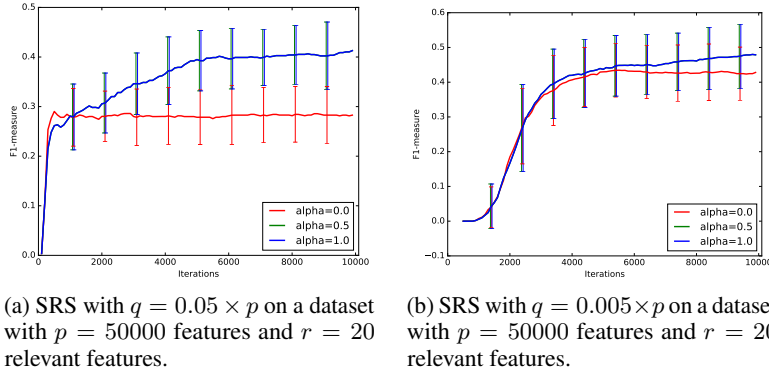 0.5
0.4
0.3
0.2
0.1
0.0
F1-measure
0 2000 4000 6000 8000 10000
Iterations
alpha=0.0
alpha=0.5
alpha=1.0
0.6
0.5
0.4
0.3
0.2
0.1
0.0
−0.1
F1-measure
0 2000 4000 6000 8000 10000
Iterations
alpha=0.0
alpha=0.5
alpha=1.0
(a) SRS with q = 0.05 × p on a dataset
with p = 50000 features and r = 20
relevant features.
(b) SRS with q = 0.005×p on a datase
with p = 50000 features and r = 20
relevant features.